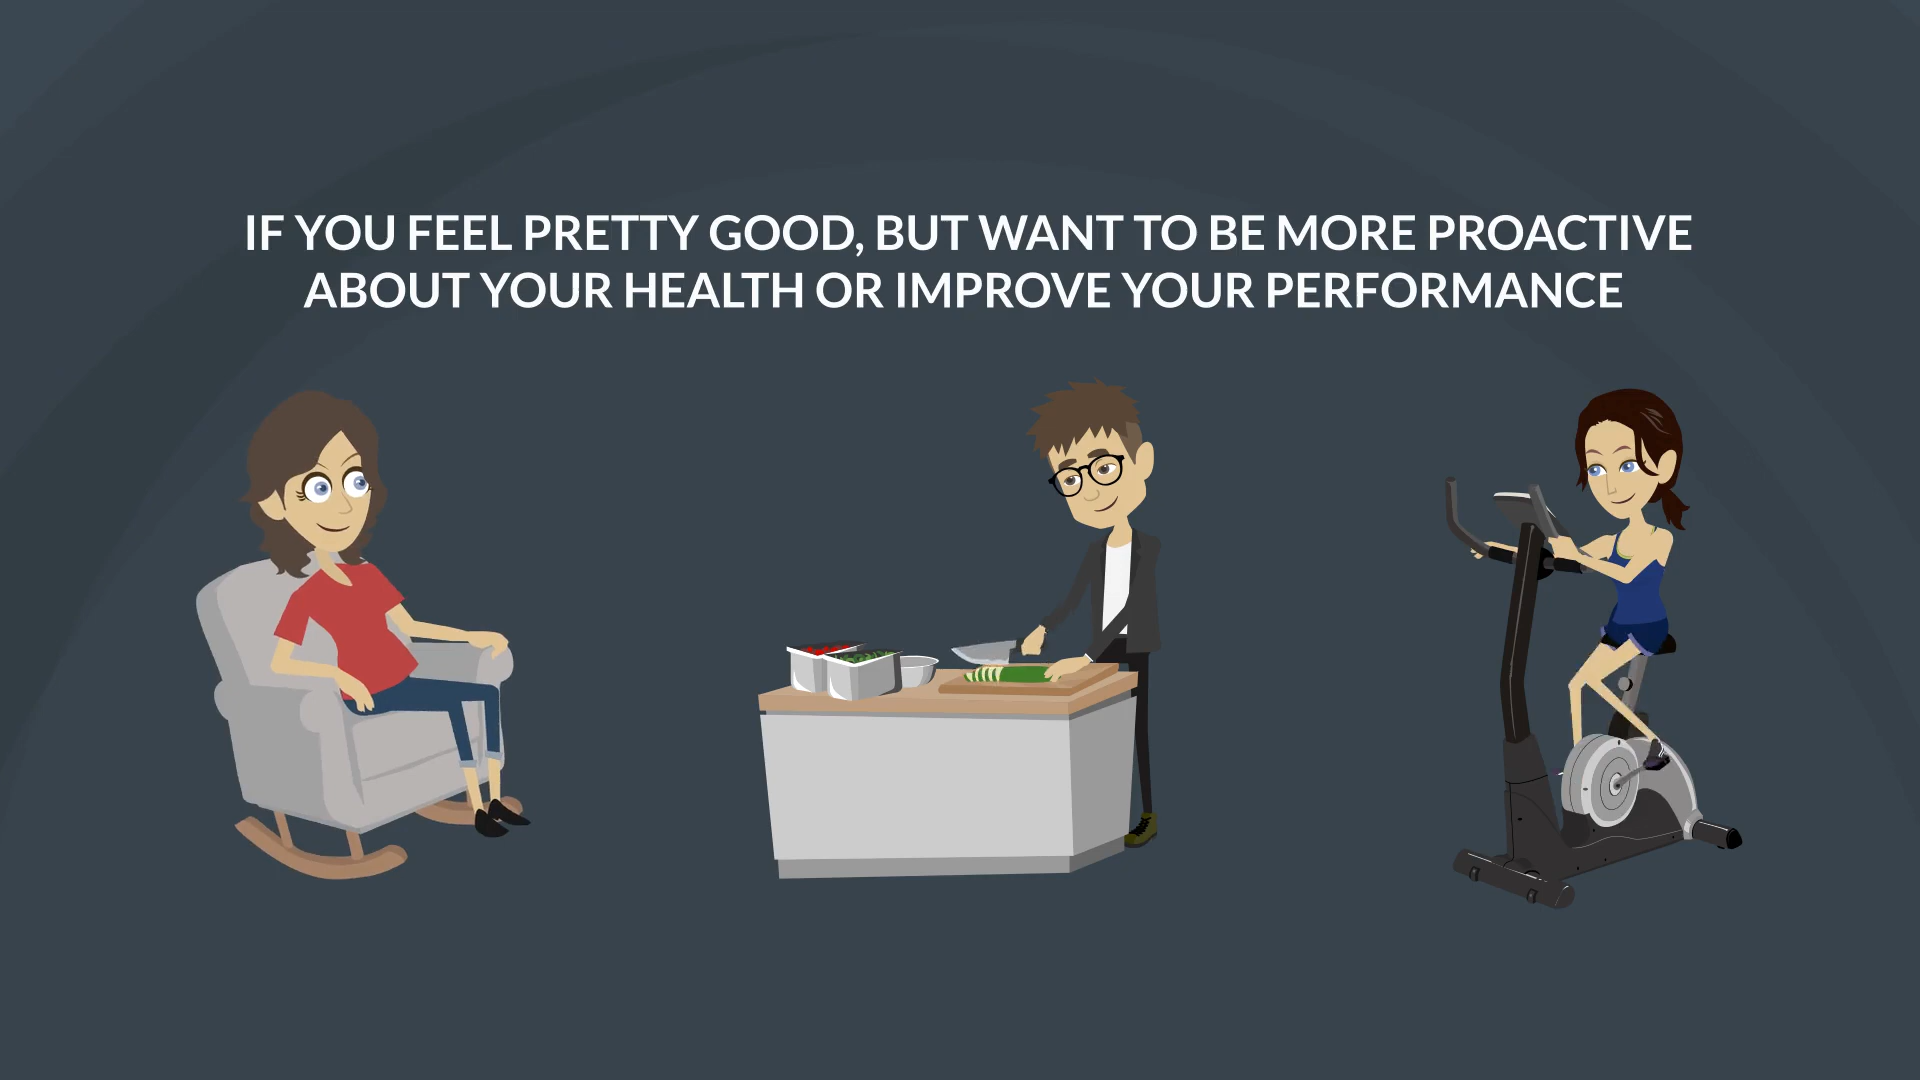 IF YOU FEEL PRETTY GOOD, BUT WANT TO BE MORE PROACTIVE
ABOUT YOUR HEALTH OR IMPROVE YOUR PERFORMANCE